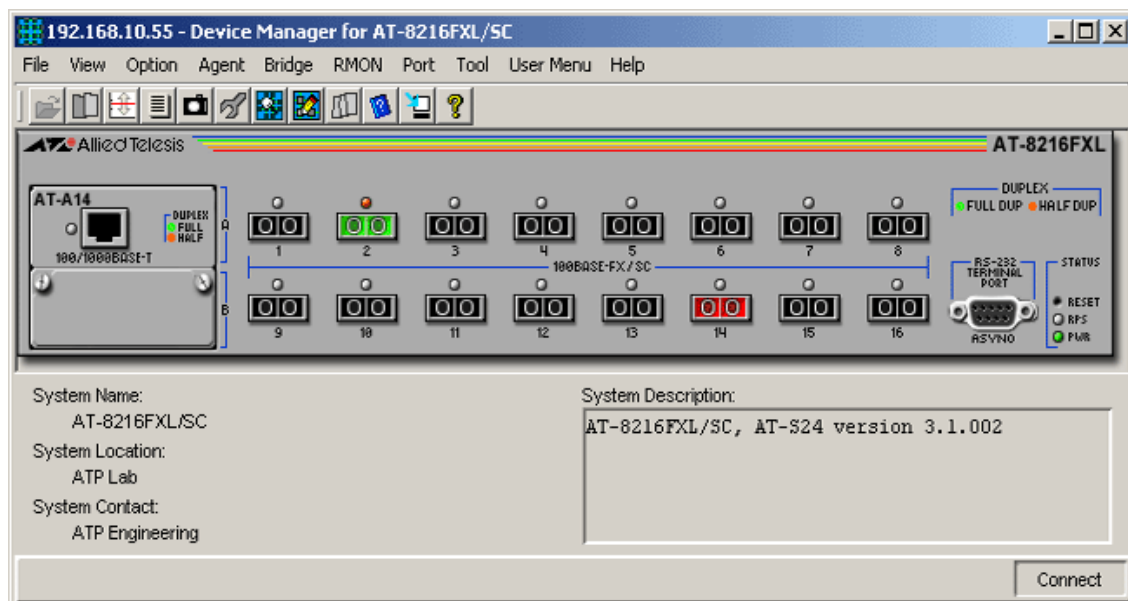 192.168.10.55 - Device Manager for AT-8216FXL/SC
File View Option Agent Bridge RMON Port Tool User Menu Help
Allied Telesis
AT-8216FXL
AT-A14
DUPLEX
FULL
HALF
100/1000BASE-T
A
B
1 2 3 4 5 6 7 8
100BASE-FX/SC
9 10 11 12 13 14 15 16
DUPLEX
FULL DUP HALF DUP
RS-232
TERMINAL
PORT
ASYNO
STATUS
RESET
RPS
PWR
System Name:
AT-8216FXL/SC
System Location:
ATP Lab
System Contact:
ATP Engineering
System Description:
AT-8216FXL/SC, AT-S24 version 3.1.002
Connect